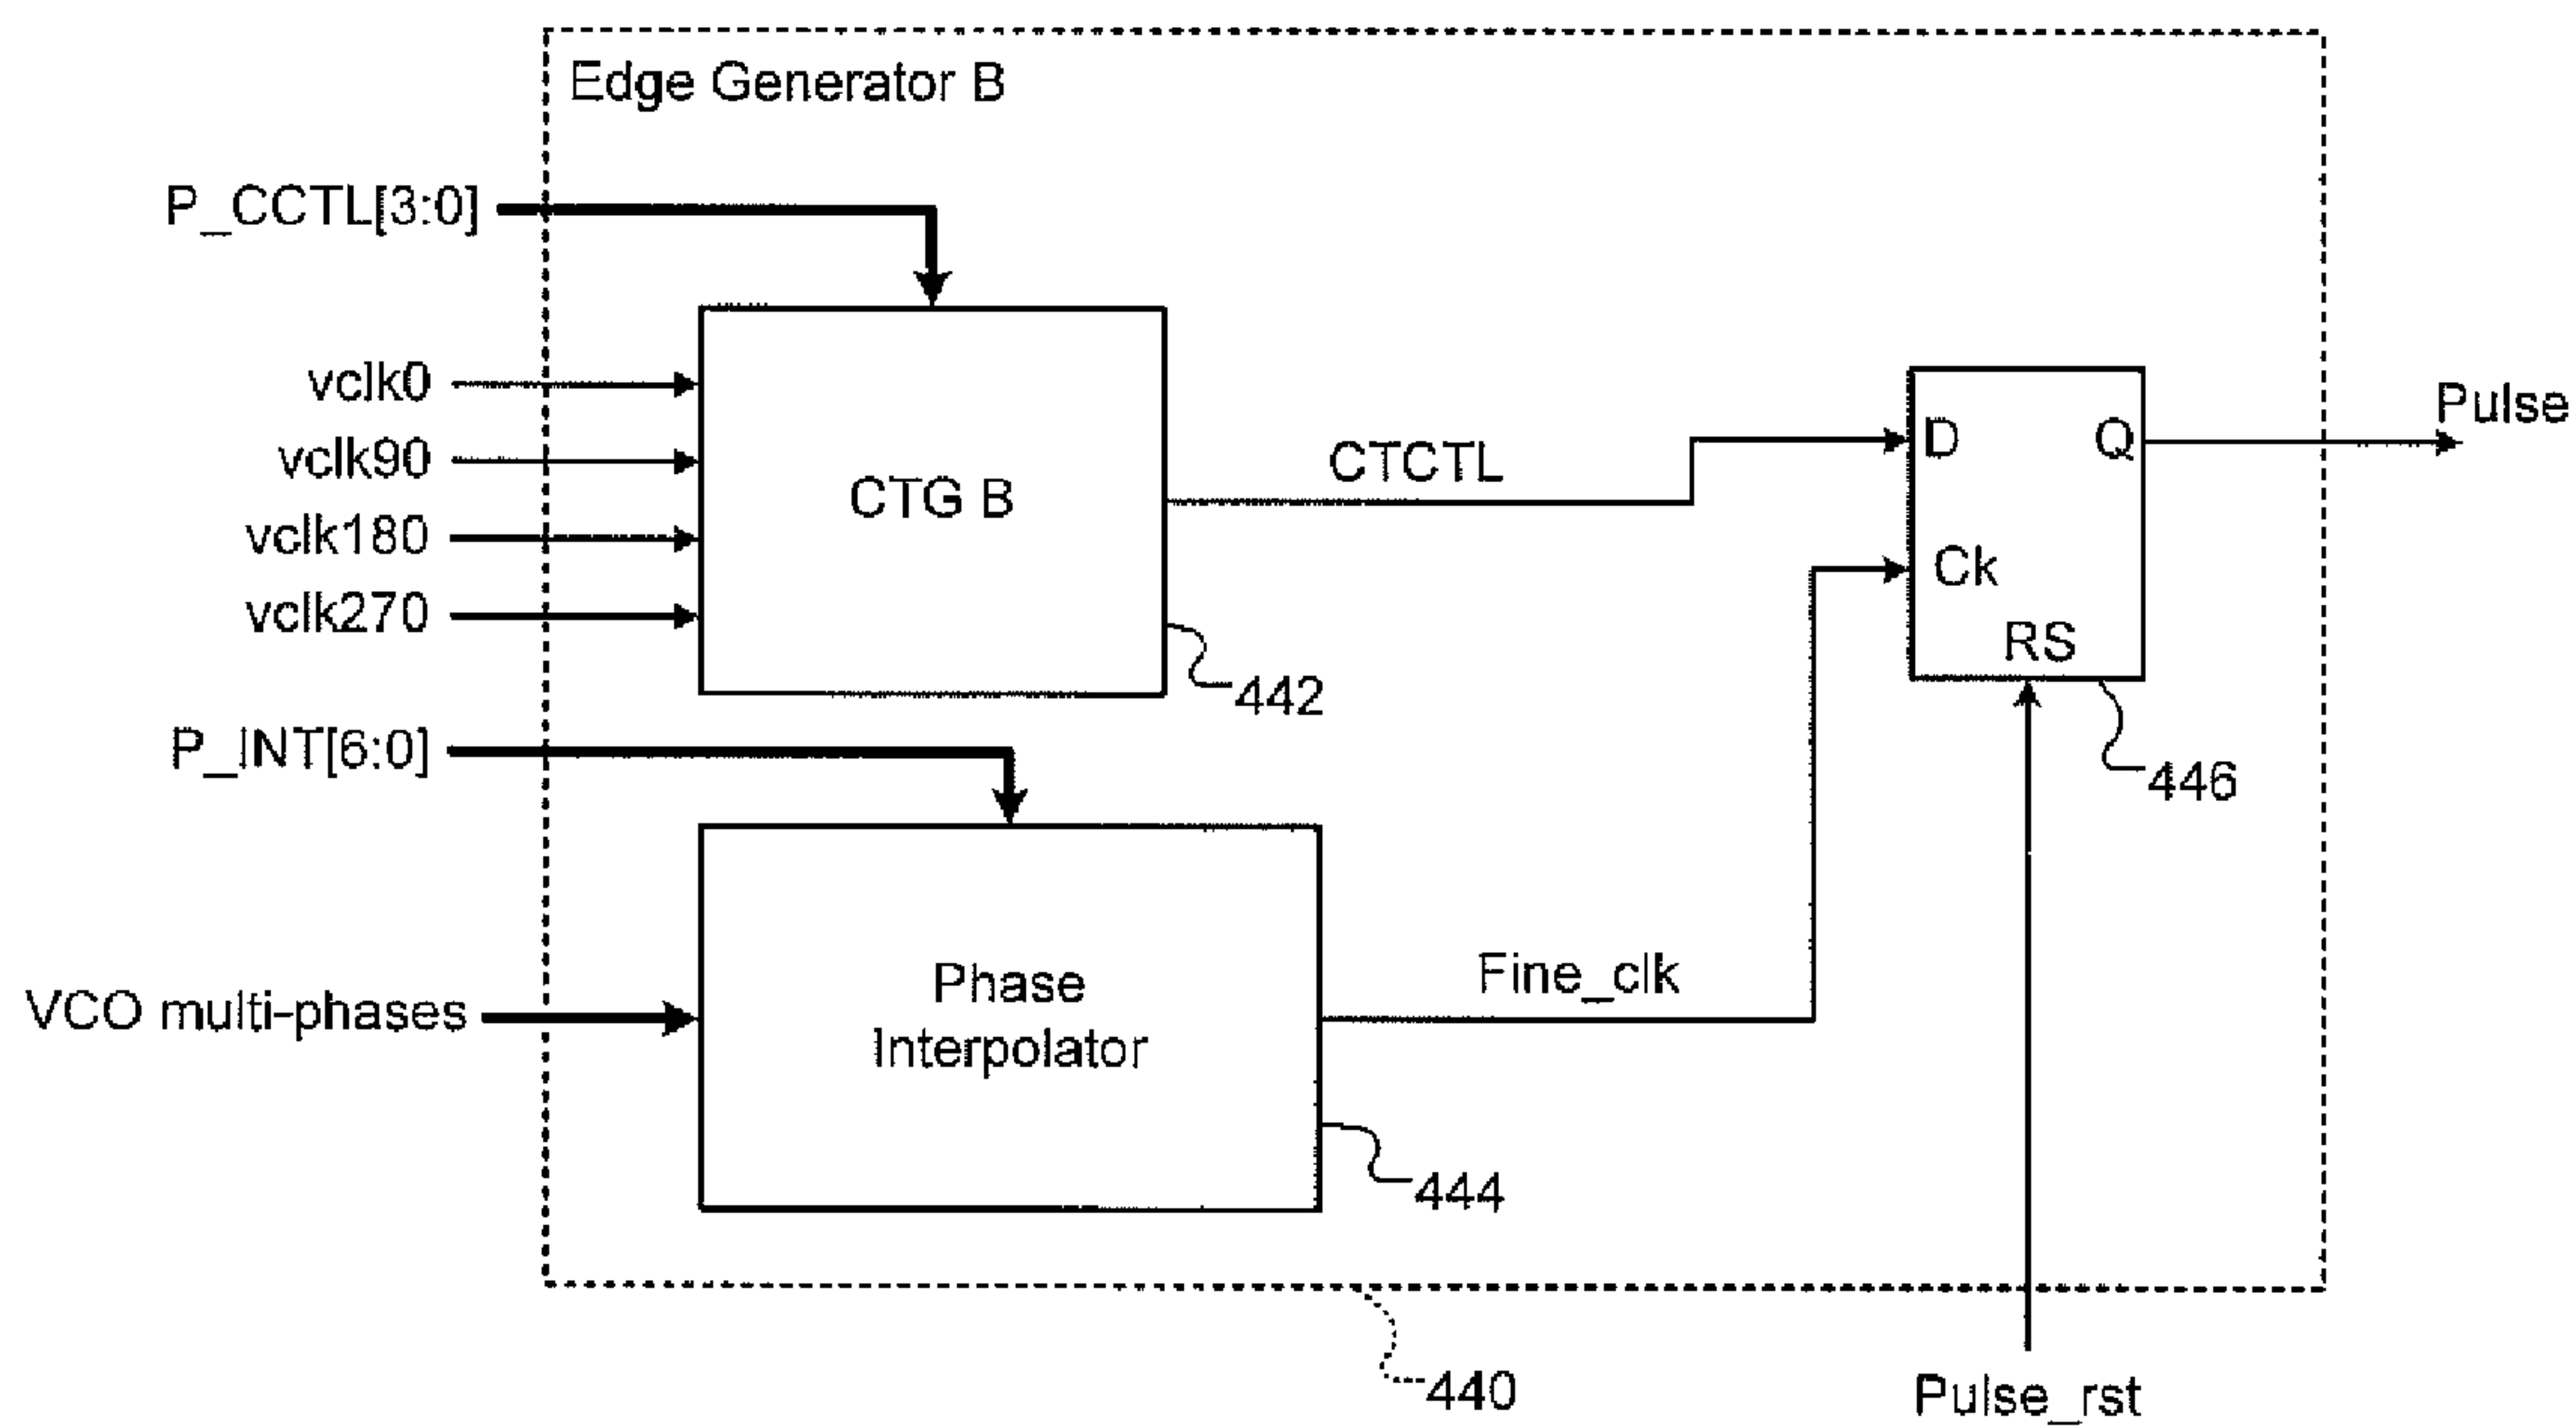 Edge Generator B
P_CCTL[3:0]
vclk0
vclk90
vclk180
vclk270
CTG B
CTCTL
D
Q
Ck
RS
Pulse
442
446
P_INT[6:0]
VCO multi-phases
Phase
Interpolator
Fine_clk
444
440
Pulse_rst